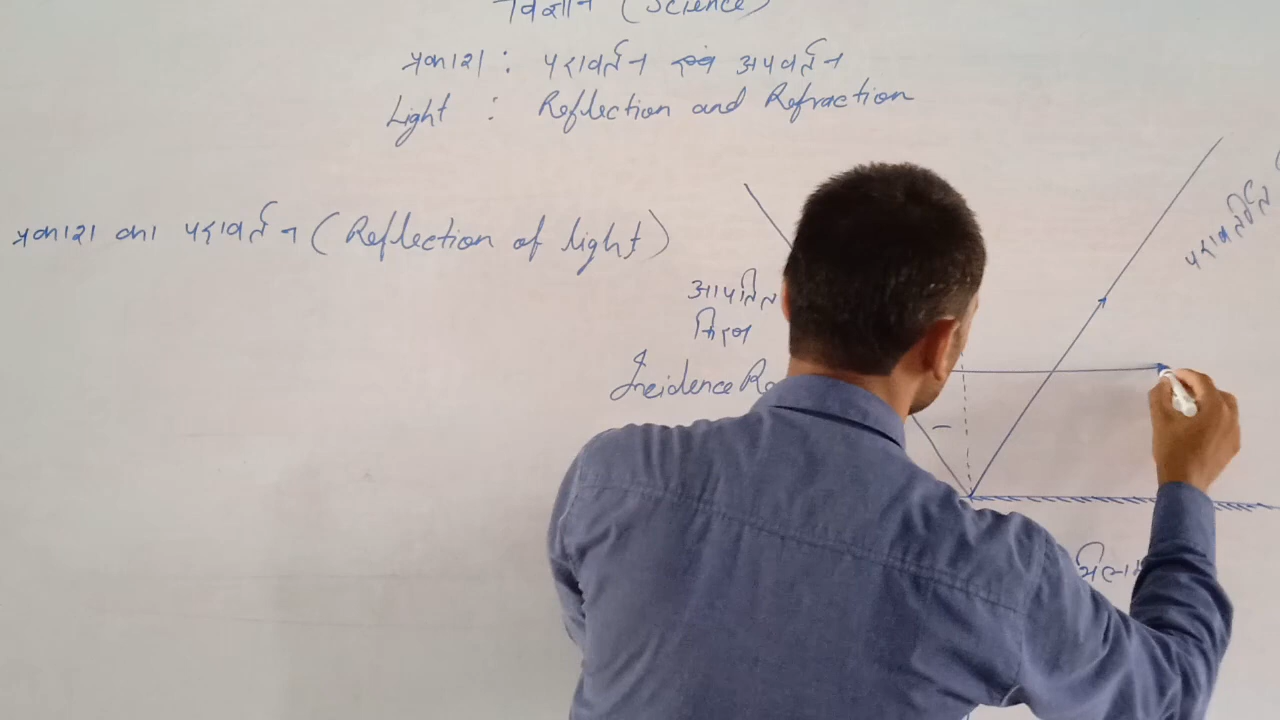 विज्ञान (Science)
प्रकाश : परावर्तन एवं अपवर्तन
Light : Reflection and Refraction
प्रकाश का परावर्तन (Reflection of light)
आपतित
किरण
Incidence Ra
परावर्तित